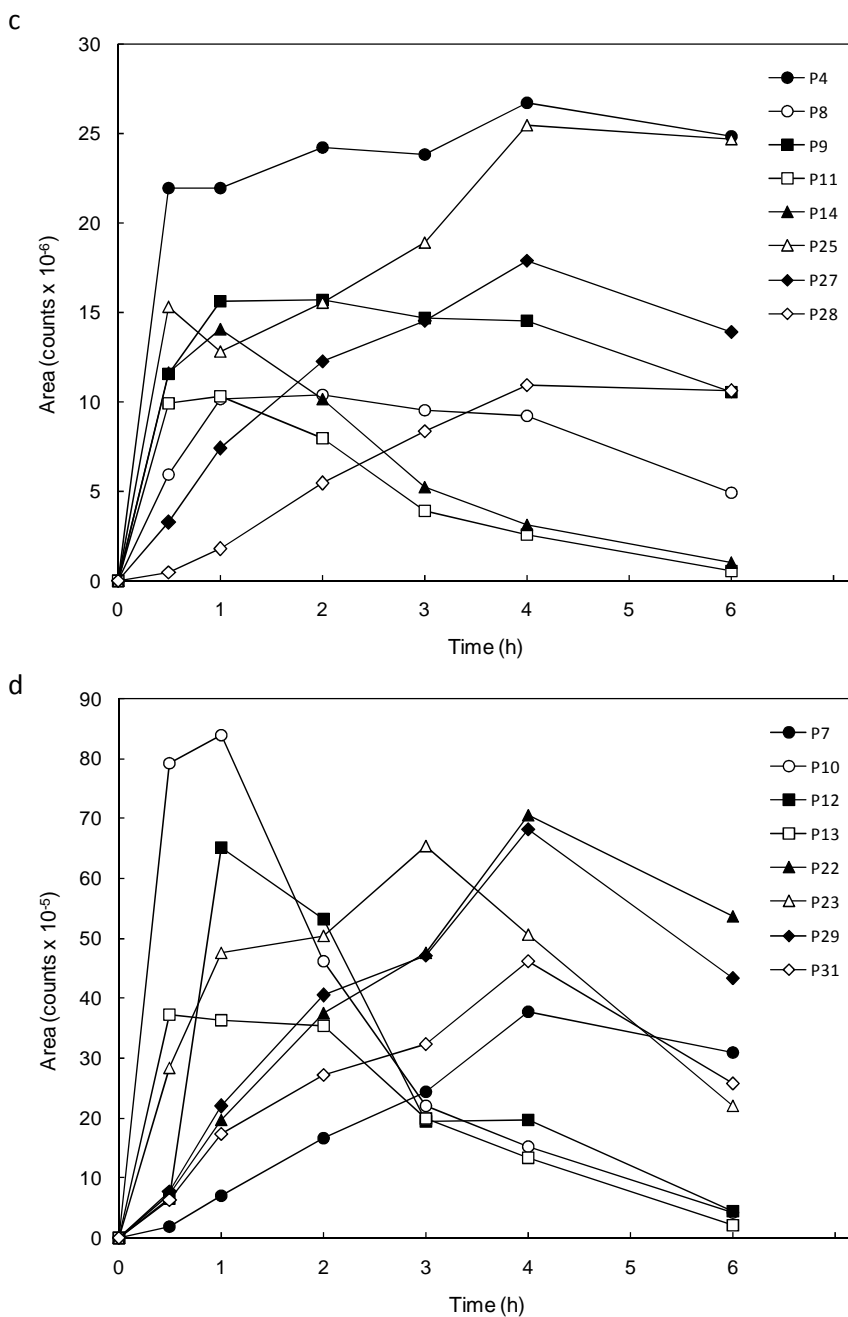 c
30
25
20
15
10
5
0
Area (counts x 10-6)
0 1 2 3 4 5 6
Time (h)
P4
P8
P9
P11
P14
P25
P27
P28
d
90
80
70
60
50
40
30
20
10
0
Area (counts x 10-5)
0 1 2 3 4 5 6
Time (h)
P7
P10
P12
P13
P22
P23
P29
P31